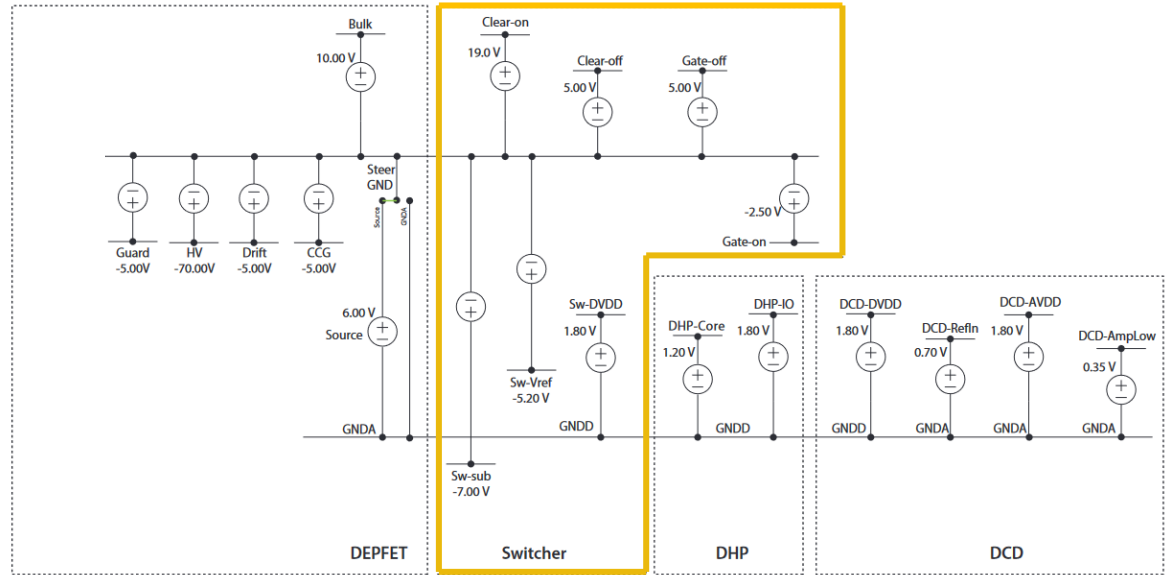 Bulk
10.00 V
Clear-on
19.0 V
Clear-off
5.00 V
Gate-off
5.00 V
Steer
GND
Source
GNDA
Guard
-5.00V
HV
-70.00V
Drift
-5.00V
CCG
-5.00V
-2.50 V
Gate-on
6.00 V
Source
Sw-Vref
-5.20 V
Sw-DVDD
1.80 V
DHP-Core
1.20 V
DHP-IO
1.80 V
DCD-DVDD
1.80 V
DCD-RefIn
0.70 V
DCD-AVDD
1.80 V
DCD-AmpLow
0.35 V
GNDA
GNDD
GNDD
GNDD
GNDA
GNDA
GNDA
Sw-sub
-7.00 V
DEPFET
Switcher
DHP
DCD